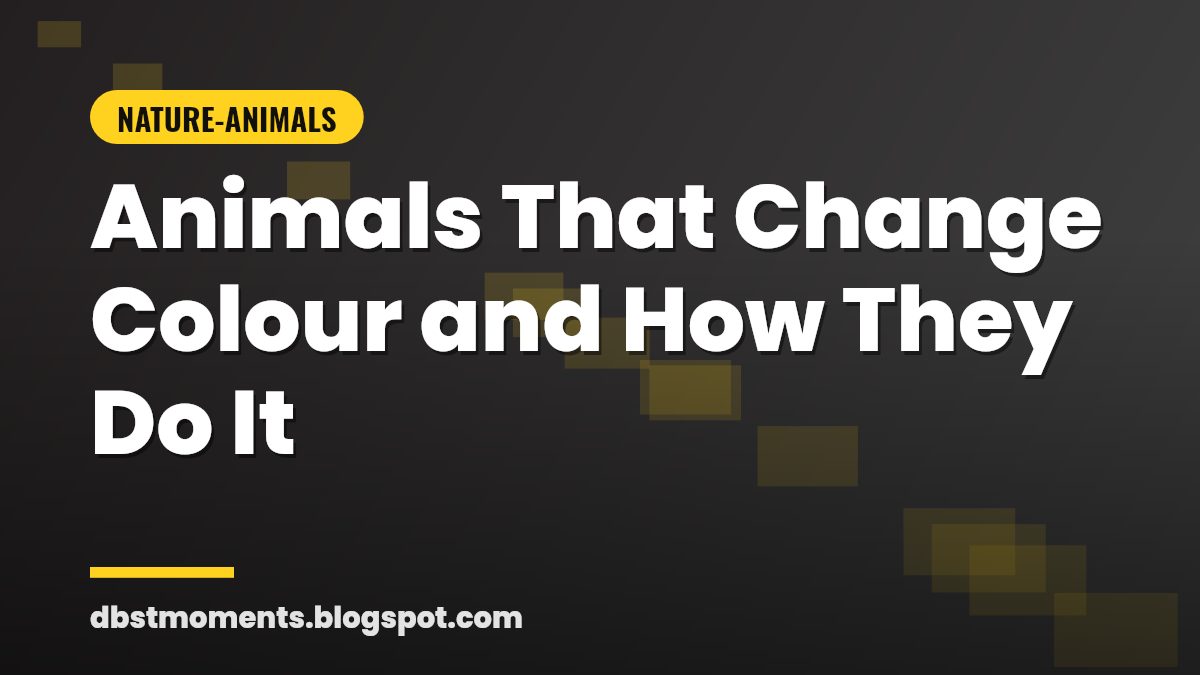 NATURE-ANIMALS
Animals That Change
Colour and How They
Do It
dbstmoments.blogspot.com